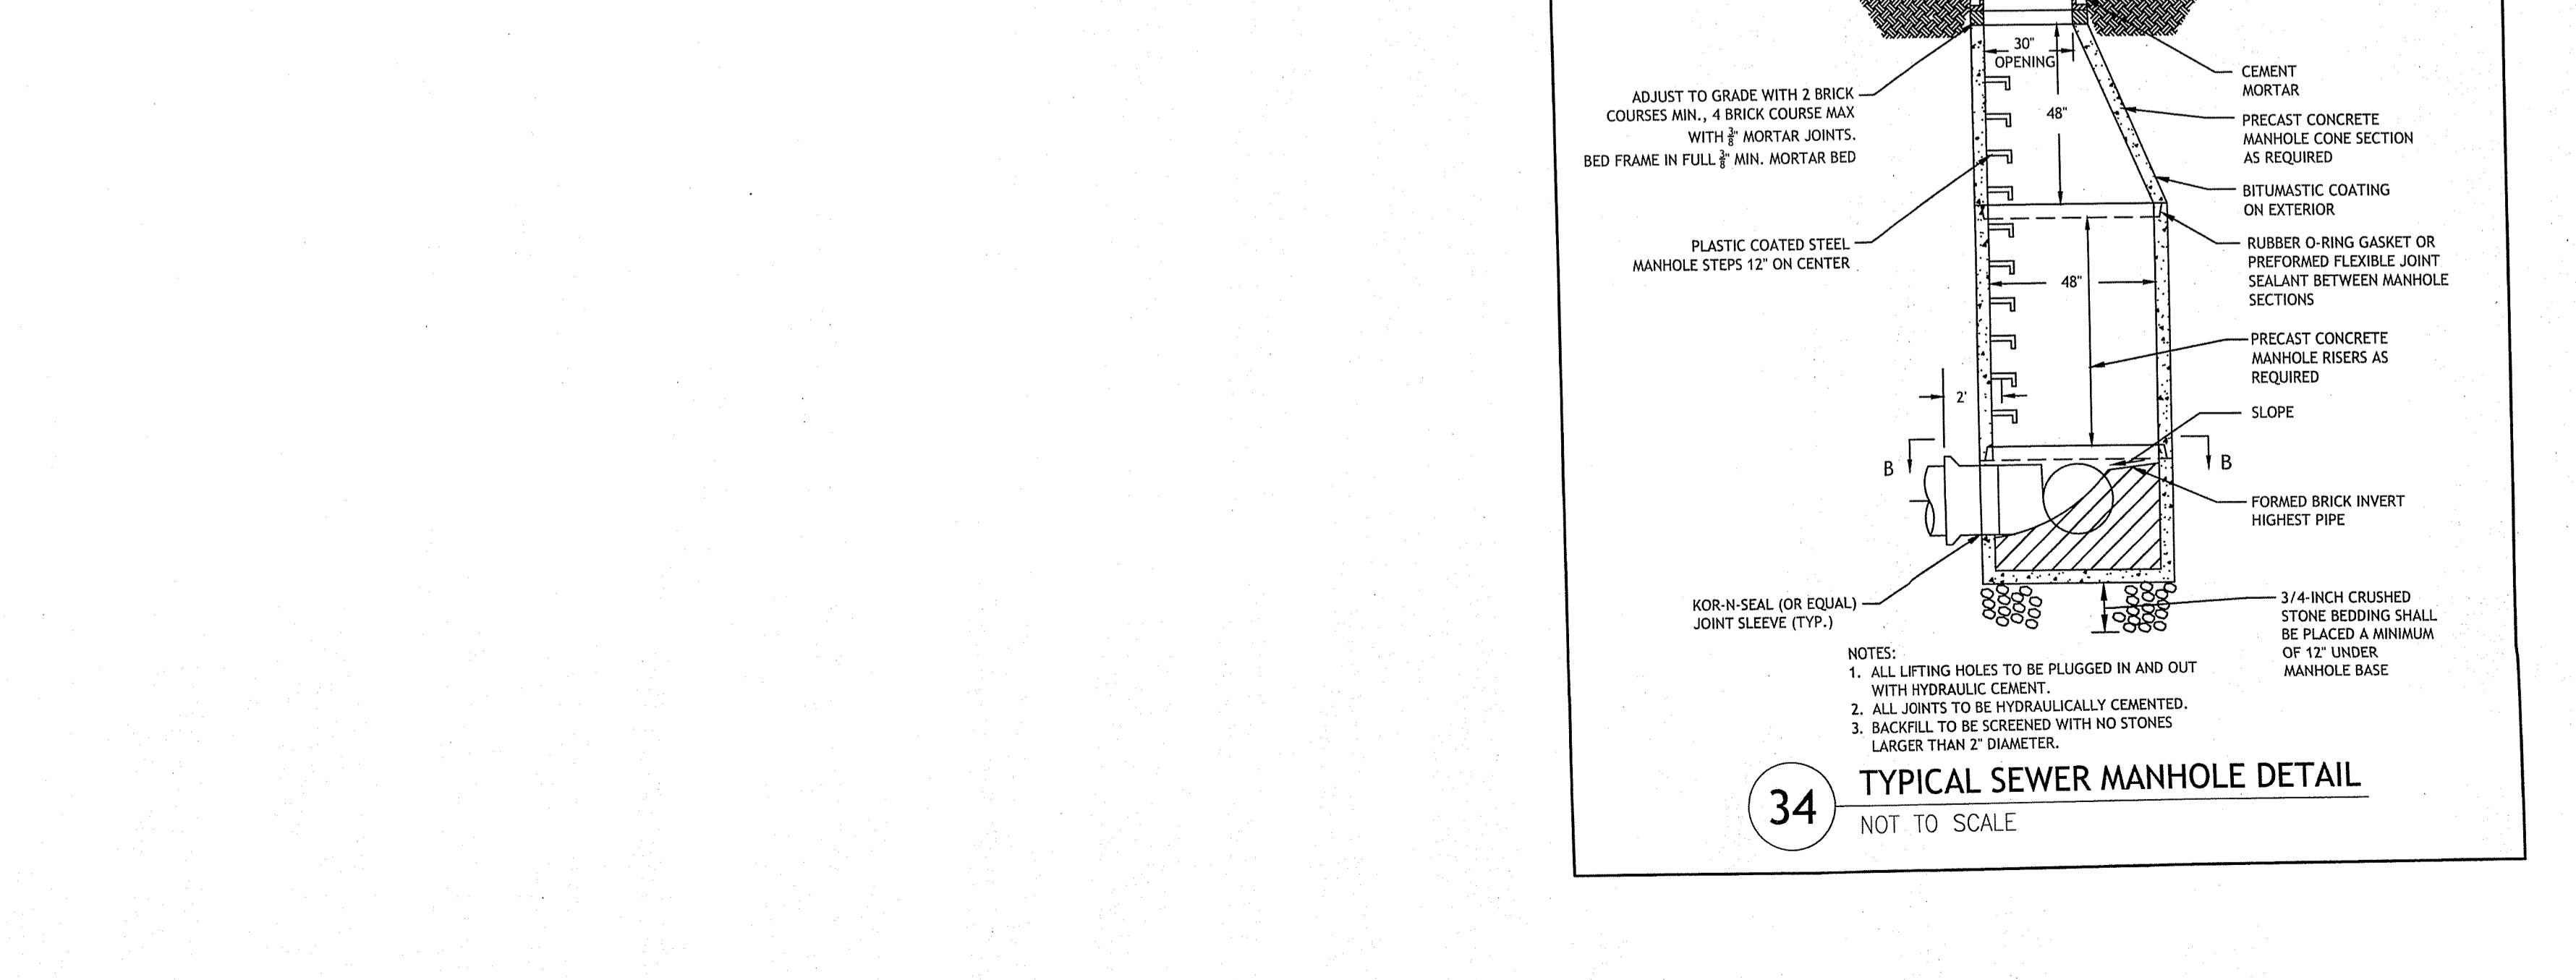 30"
OPENING
48"
ADJUST TO GRADE WITH 2 BRICK
COURSES MIN., 4 BRICK COURSE MAX
WITH 3/8" MORTAR JOINTS.
BED FRAME IN FULL 3/8" MIN. MORTAR BED
PLASTIC COATED STEEL
MANHOLE STEPS 12" ON CENTER
CEMENT
MORTAR
PRECAST CONCRETE
MANHOLE CONE SECTION
AS REQUIRED
BITUMASTIC COATING
ON EXTERIOR
RUBBER O-RING GASKET OR
PREFORMED FLEXIBLE JOINT
SEALANT BETWEEN MANHOLE
SECTIONS
48"
PRECAST CONCRETE
MANHOLE RISERS AS
REQUIRED
2'
SLOPE
B
B
FORMED BRICK INVERT
HIGHEST PIPE
KOR-N-SEAL (OR EQUAL)
JOINT SLEEVE (TYP.)
3/4-INCH CRUSHED
STONE BEDDING SHALL
BE PLACED A MINIMUM
OF 12" UNDER
MANHOLE BASE
NOTES:
1. ALL LIFTING HOLES TO BE PLUGGED IN AND OUT
WITH HYDRAULIC CEMENT.
2. ALL JOINTS TO BE HYDRAULICALLY CEMENTED.
3. BACKFILL TO BE SCREENED WITH NO STONES
LARGER THAN 2" DIAMETER.
34
TYPICAL SEWER MANHOLE DETAIL
NOT TO SCALE